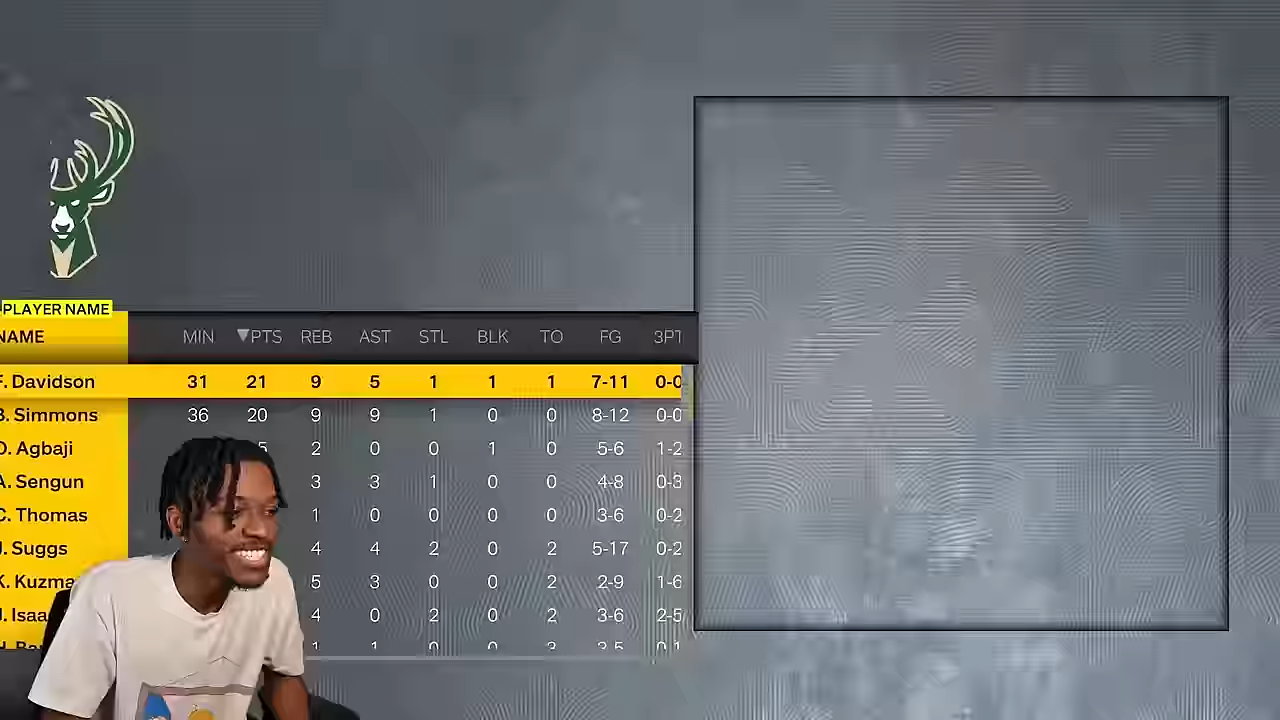 PLAYER NAME
NAME MIN ▼PTS REB AST STL BLK TO FG 3PT
F. Davidson 31 21 9 5 1 1 1 7-11 0-0
B. Simmons 36 20 9 9 1 0 0 8-12 0-0
O. Agbaji 5 2 0 0 1 0 5-6 1-2
A. Sengun 3 3 1 0 0 4-8 0-3
C. Thomas 1 0 0 0 0 3-6 0-2
J. Suggs 4 4 2 0 2 5-17 0-2
K. Kuzma 5 3 0 0 2 2-9 1-6
J. Isaa 4 0 2 0 2 3-6 2-5